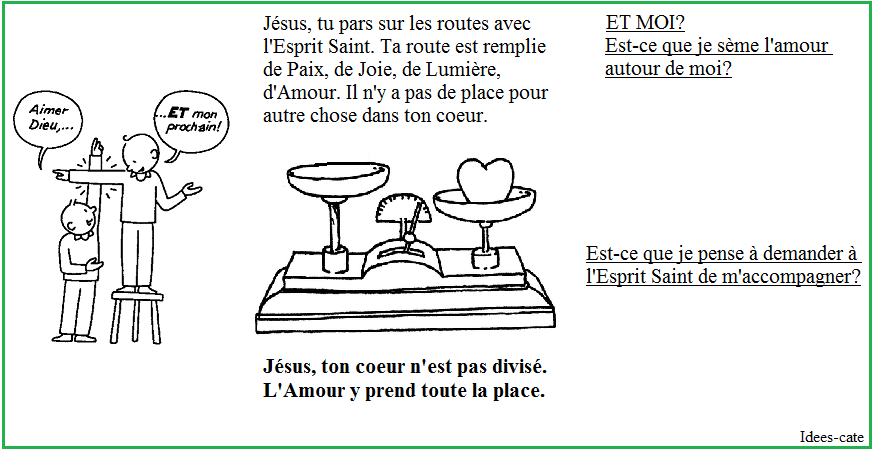 Aimer
Dieu,...
...ET mon
prochain!
Jésus, tu pars sur les routes avec
l'Esprit Saint. Ta route est remplie
de Paix, de Joie, de Lumière,
d'Amour. Il n'y a pas de place pour
autre chose dans ton coeur.
Jésus, ton coeur n'est pas divisé.
L'Amour y prend toute la place.
ET MOI?
Est-ce que je sème l'amour
autour de moi?
Est-ce que je pense à demander à
l'Esprit Saint de m'accompagner?
Idees-cate